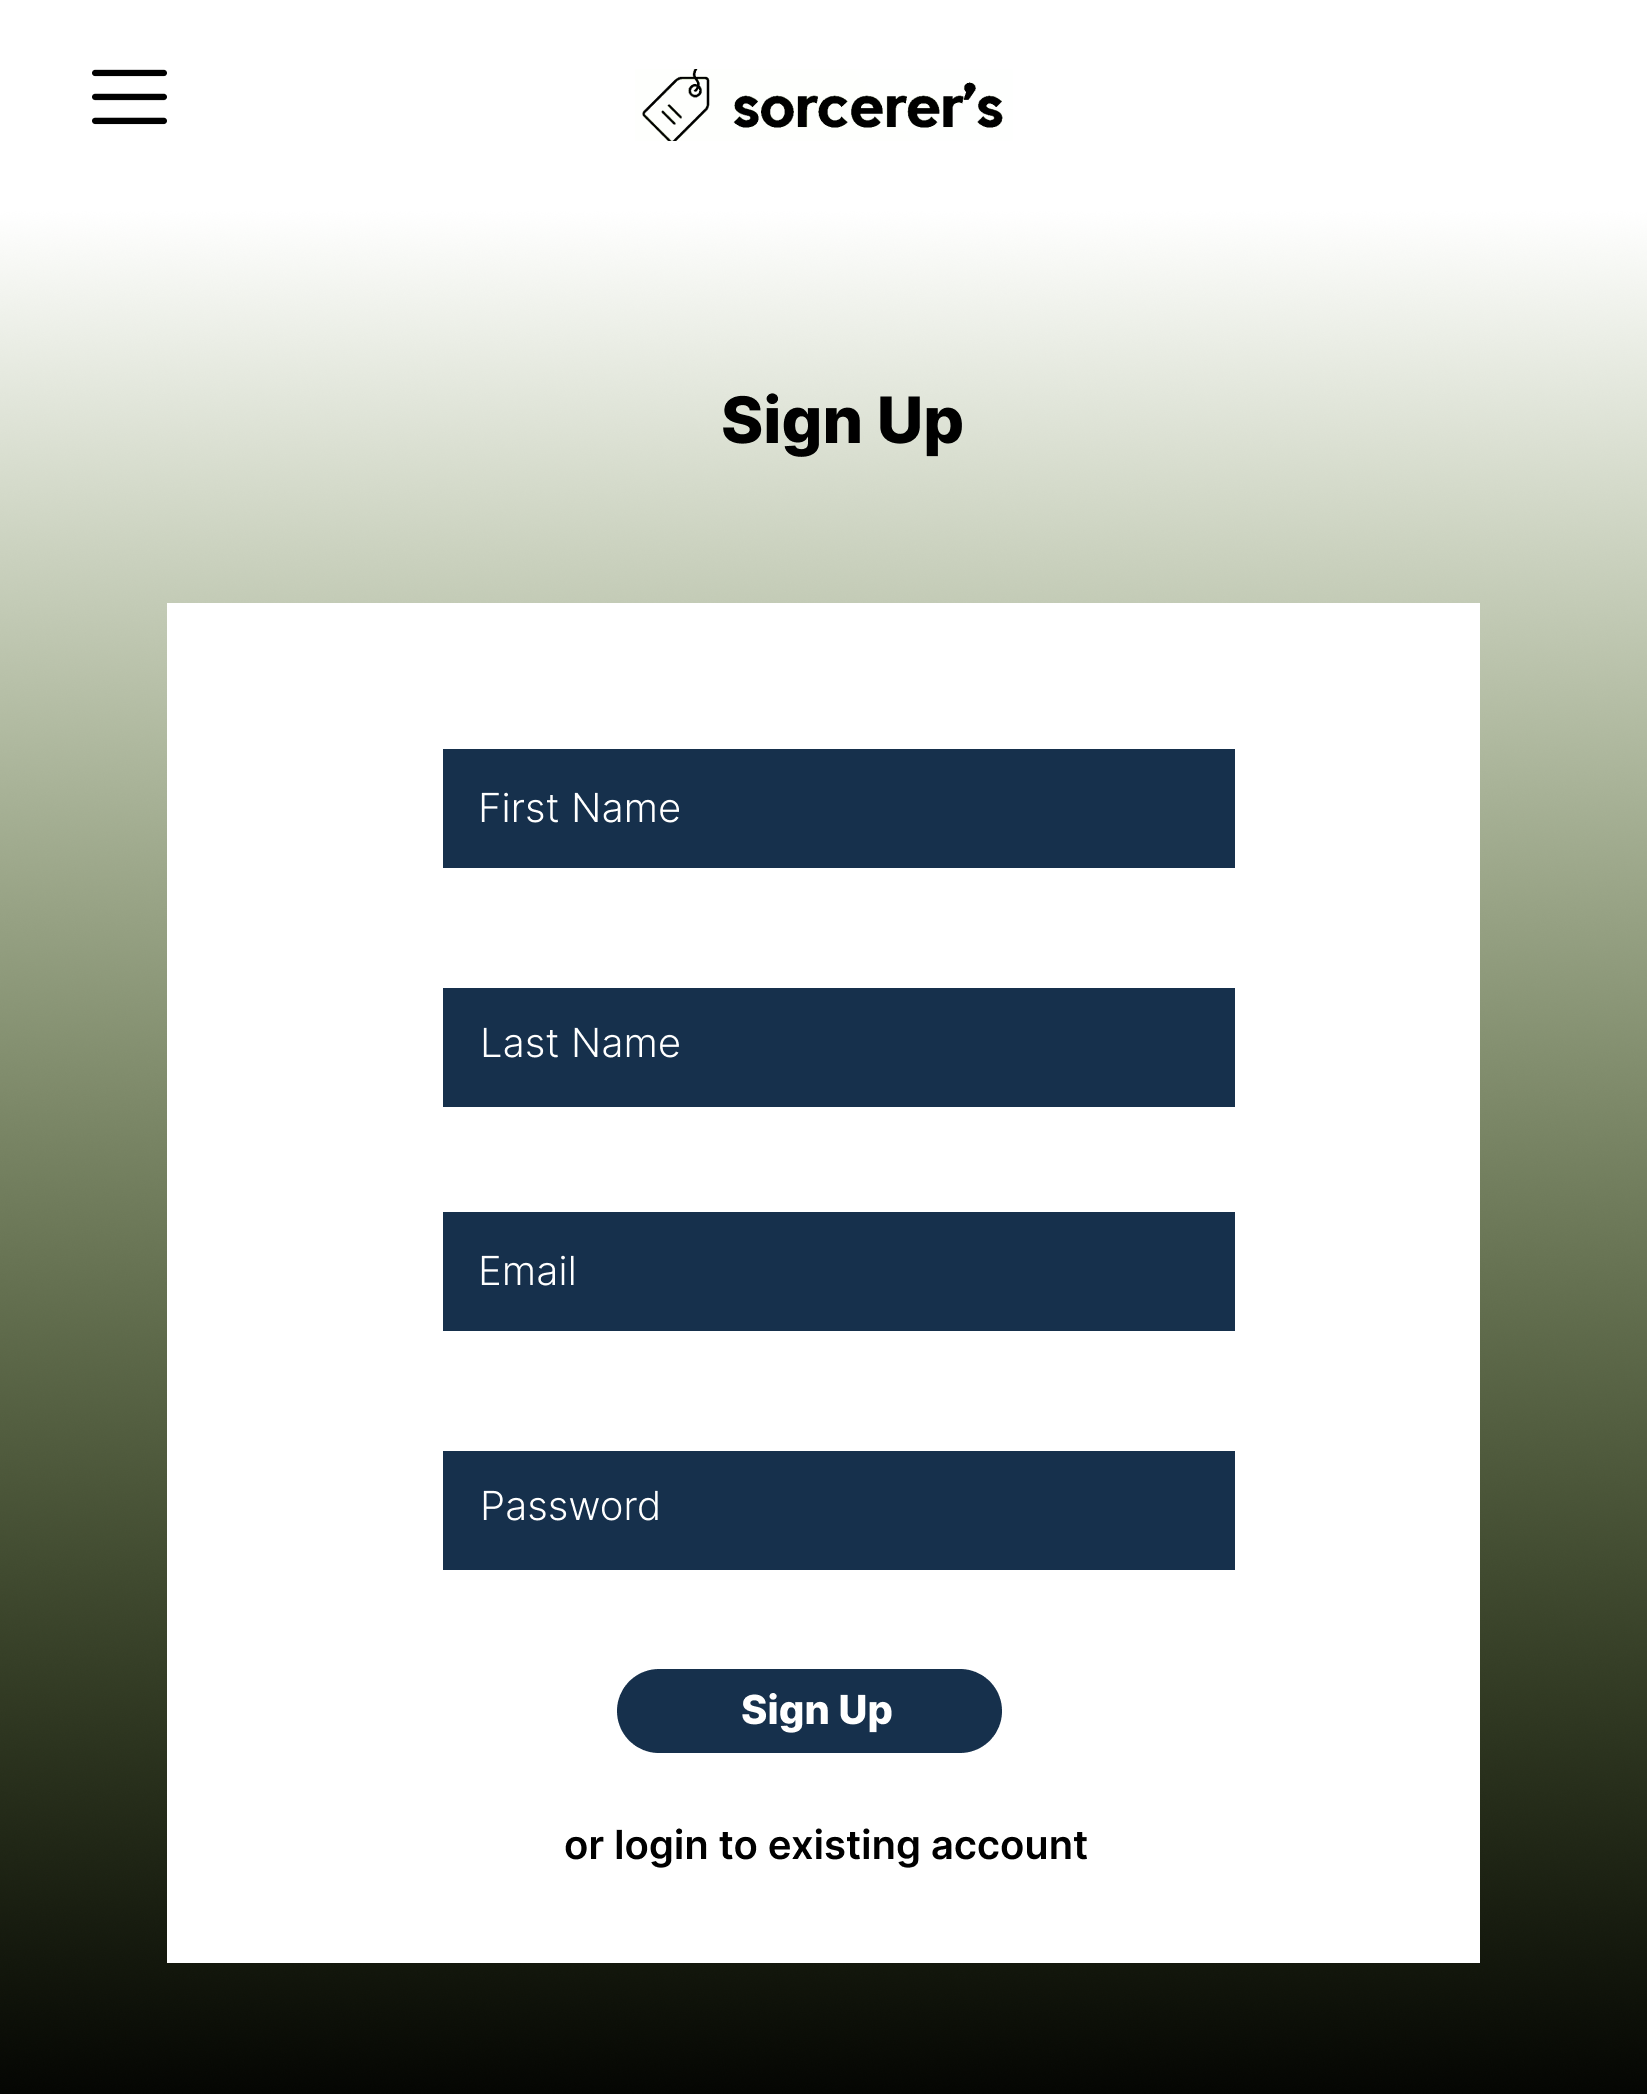 sorcerer’s
Sign Up
First Name
Last Name
Email
Password
Sign Up
or login to existing account